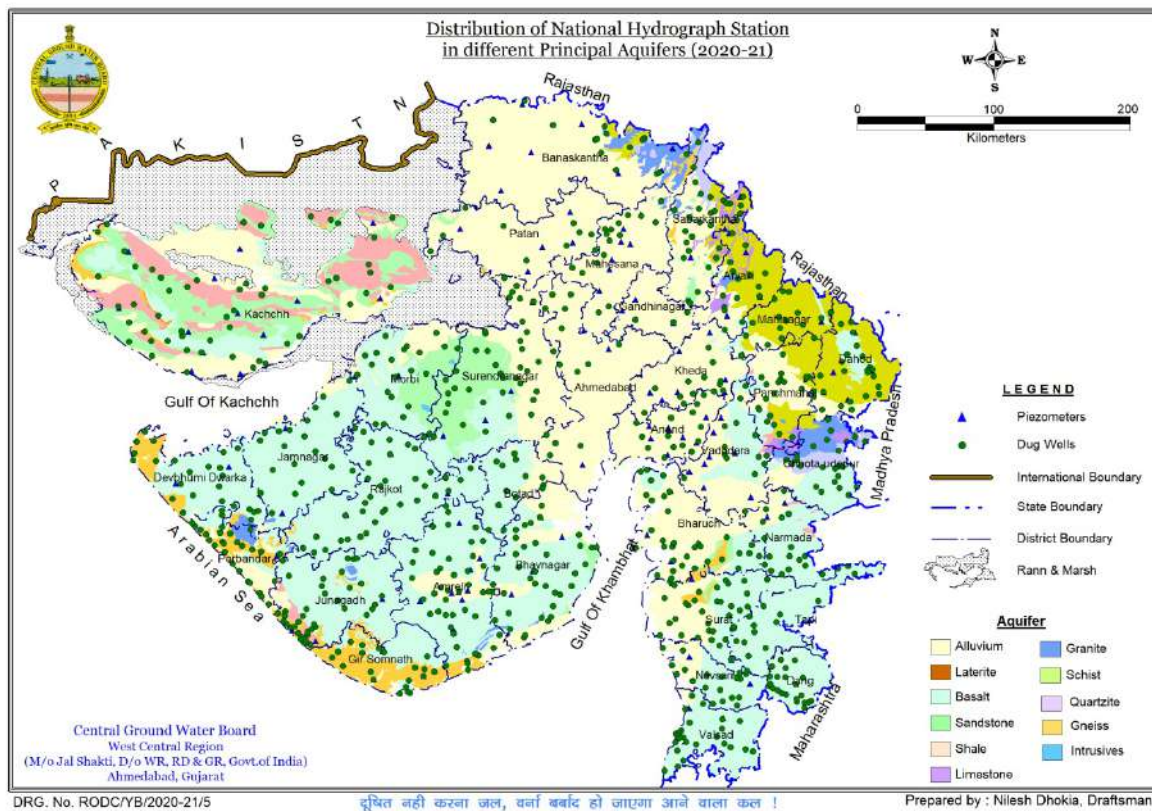 Distribution of National Hydrograph Station
in different Principal Aquifers (2020-21)
CENTRAL GROUND WATER BOARD
N
W E
S
0 100 200
Kilometers
Rajasthan
PAKISTN
Banaskantha
Patan
Mahesana
Sabarkantha
Rajasthan
Gandhinagar
Mahisagar
Kachchh
Dahod
Morbi
Surendranagar
Ahmedabad
Kheda
Gulf Of Kachchh
Anand
Vadodara
Madhya Pradesh
Jamnagar
Devbhumi Dwarka
Rajkot
Botad
Bharuch
Narmada
Porbandar
Arabian Sea
Bhavnagar
Amreli
Junagadh
Gulf Of Khambhat
Surat
Tapi
Gir Somnath
Navsari
Dang
Valsad
Maharashtra
LEGEND
Piezometers
Dug Wells
International Boundary
State Boundary
District Boundary
Rann & Marsh
Aquifer
Alluvium
Laterite
Basalt
Sandstone
Shale
Limestone
Granite
Schist
Quartzite
Gneiss
Intrusives
Central Ground Water Board
West Central Region
(M/o Jal Shakti, D/o WR, RD & GR, Govt.of India)
Ahmedabad, Gujarat
DRG. No. RODC/YB/2020-21/5
दूषित नही करना जल, वर्ना बर्बाद हो जाएगा आने वाला कल !
Prepared by : Nilesh Dhokia, Draftsman